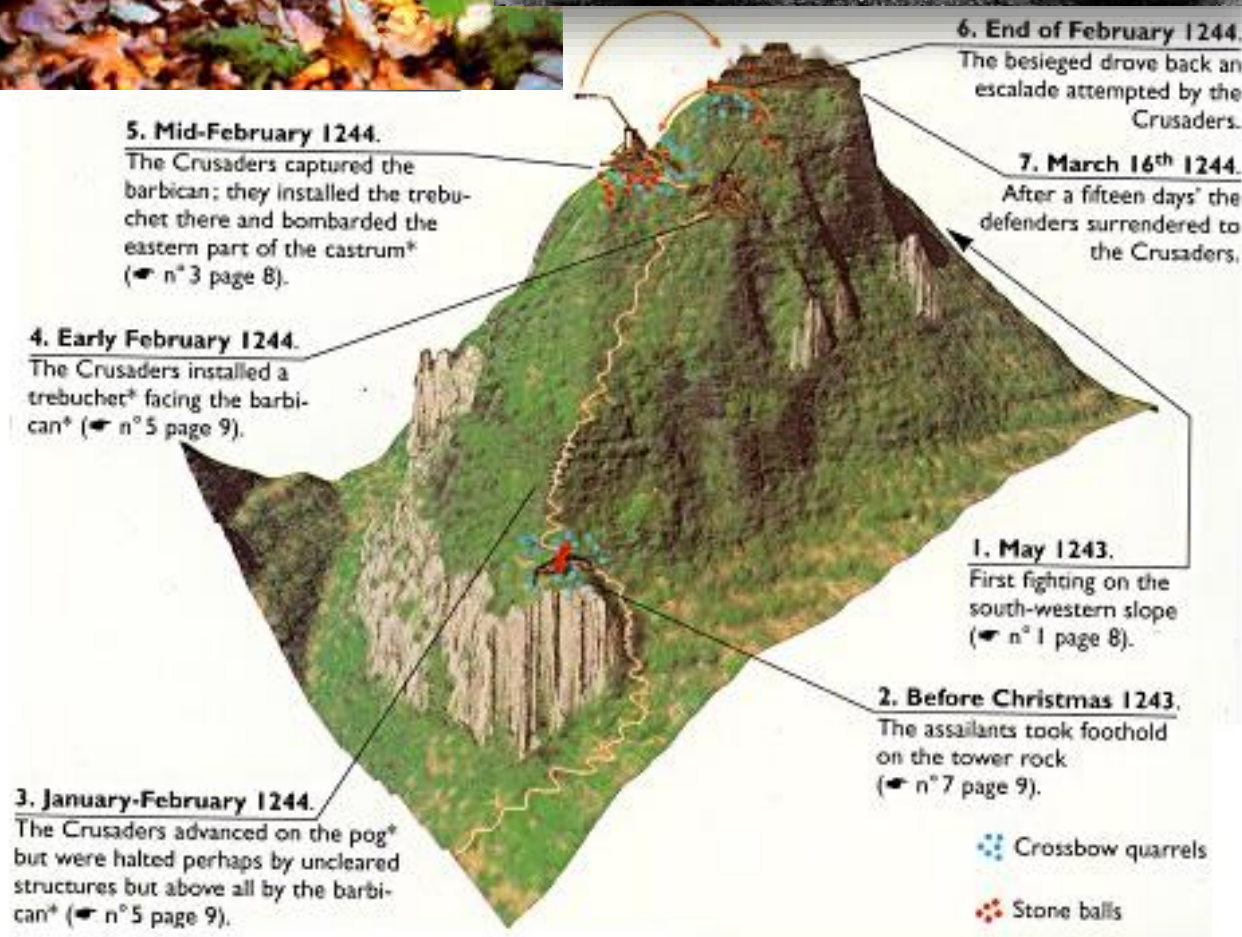 6. End of February 1244.
The besieged drove back an
escalade attempted by the
Crusaders.
5. Mid-February 1244.
The Crusaders captured the
barbican; they installed the trebu-
chet there and bombarded the
eastern part of the castrum*
(☛ n°3 page 8).
7. March 16th 1244.
After a fifteen days' the
defenders surrendered to
the Crusaders.
4. Early February 1244.
The Crusaders installed a
trebuchet* facing the barbi-
can* (☛ n°5 page 9).
1. May 1243.
First fighting on the
south-western slope
(☛ n°1 page 8).
2. Before Christmas 1243.
The assailants took foothold
on the tower rock
(☛ n°7 page 9).
3. January-February 1244.
The Crusaders advanced on the pog*
but were halted perhaps by uncleared
structures but above all by the barbi-
can* (☛ n°5 page 9).
Crossbow quarrels
Stone balls